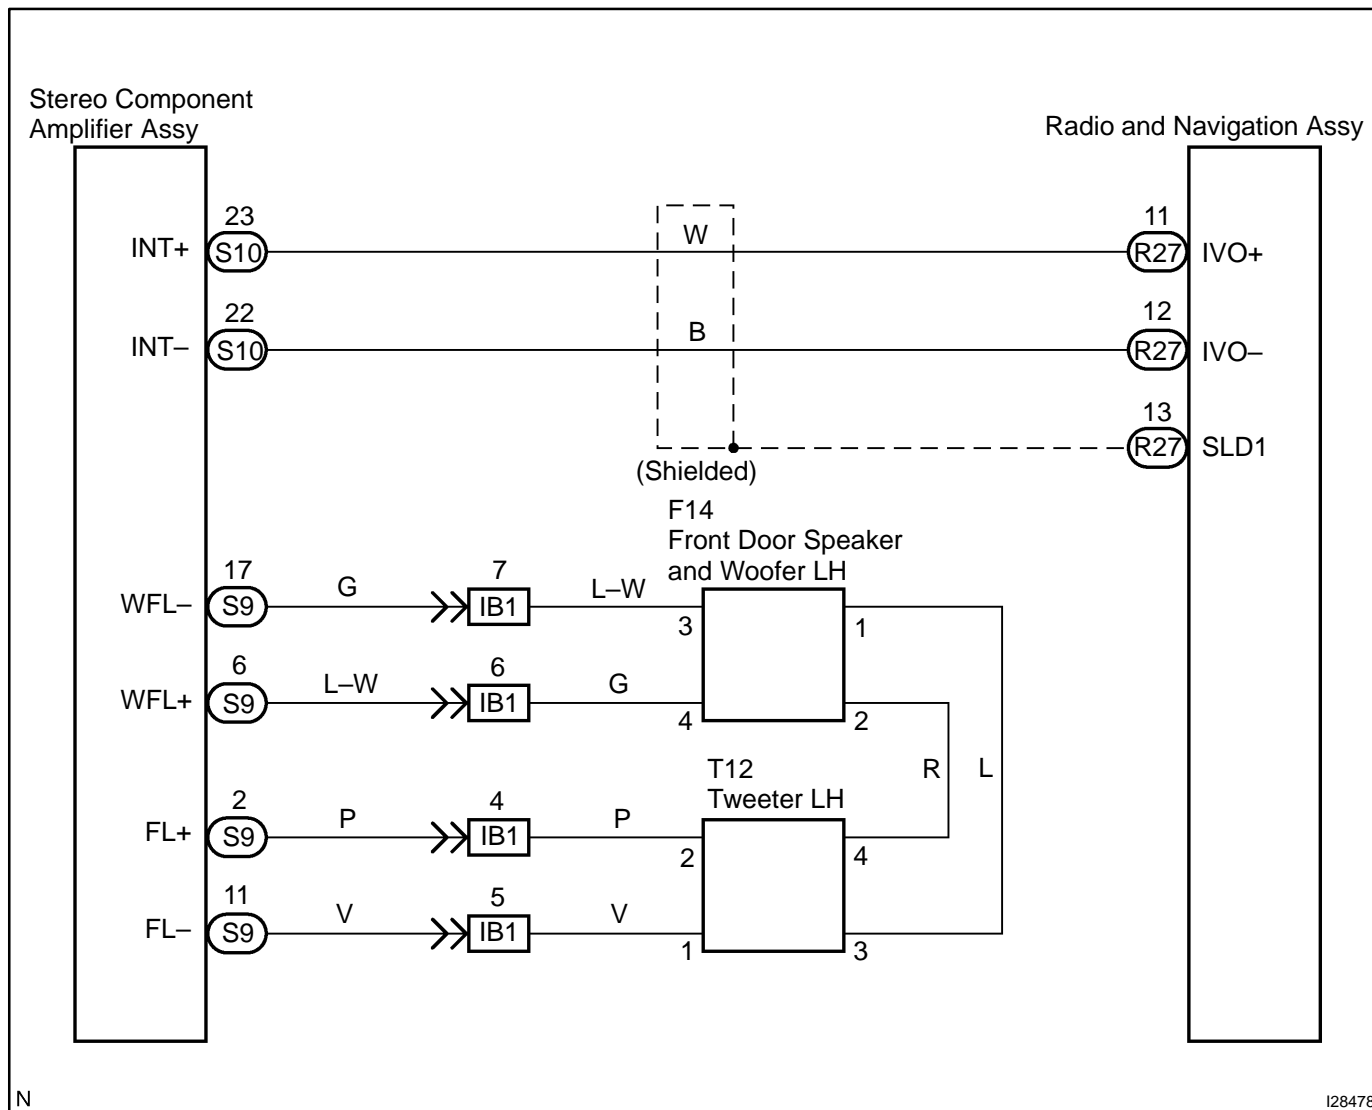 Stereo Component
Amplifier Assy
Radio and Navigation Assy
23
11
INT+
S10
W
R27
IVO+
22
12
INT–
S10
B
R27
IVO–
13
R27
SLD1
(Shielded)
F14
Front Door Speaker
and Woofer LH
17
G
7
L–W
WFL–
S9
IB1
3
1
6
L–W
6
G
WFL+
S9
IB1
4
2
R
L
T12
Tweeter LH
2
P
4
P
FL+
S9
IB1
2
4
11
V
5
V
FL–
S9
IB1
1
3
N
I28478